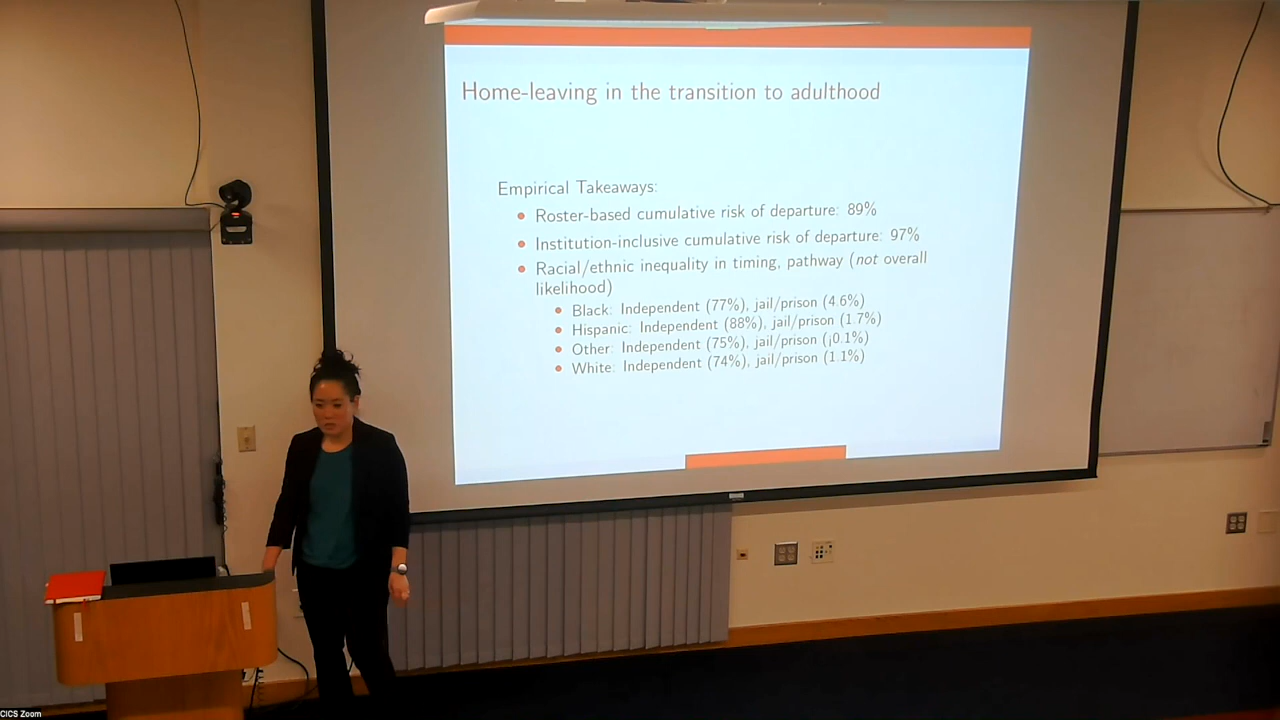 Home-leaving in the transition to adulthood
Empirical Takeaways:
Roster-based cumulative risk of departure: 89%
Institution-inclusive cumulative risk of departure: 97%
Racial/ethnic inequality in timing, pathway (not overall
likelihood)
Black: Independent (77%), jail/prison (4.6%)
Hispanic: Independent (88%), jail/prison (1.7%)
Other: Independent (75%), jail/prison (¡0.1%)
White: Independent (74%), jail/prison (1.1%)
CICS Zoom